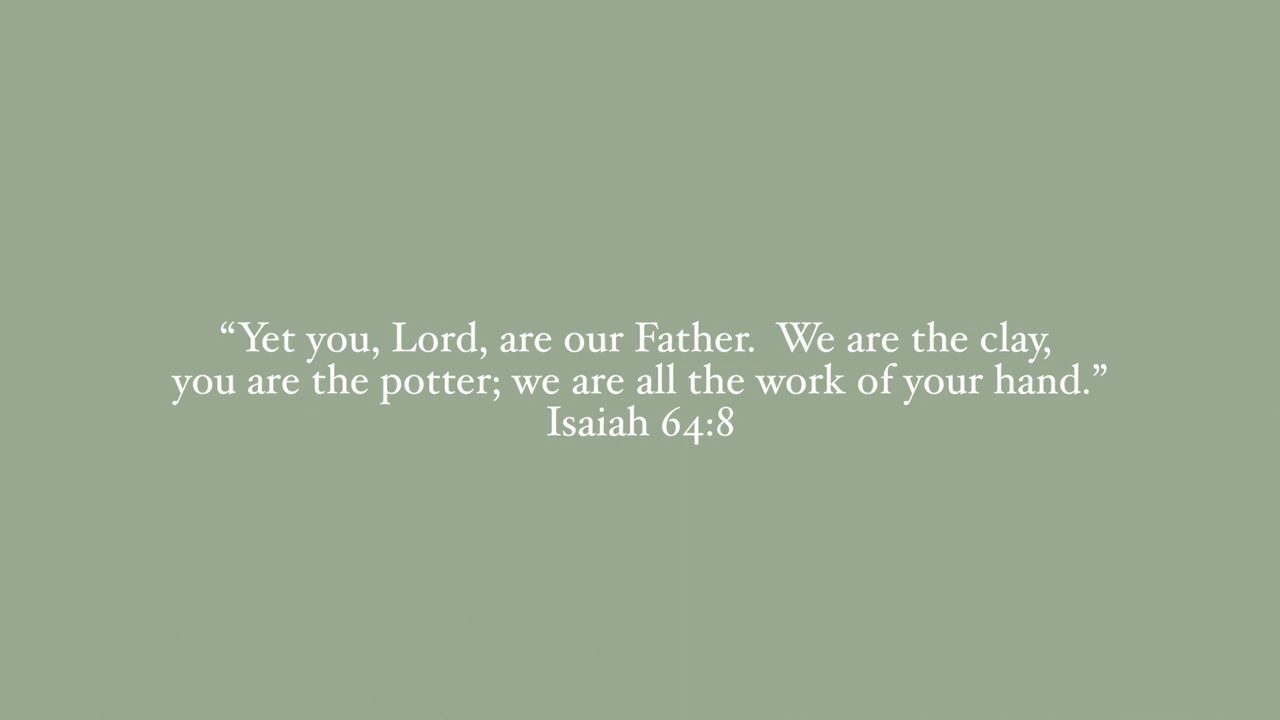 “Yet you, Lord, are our Father.  We are the clay,
you are the potter; we are all the work of your hand.”
Isaiah 64:8